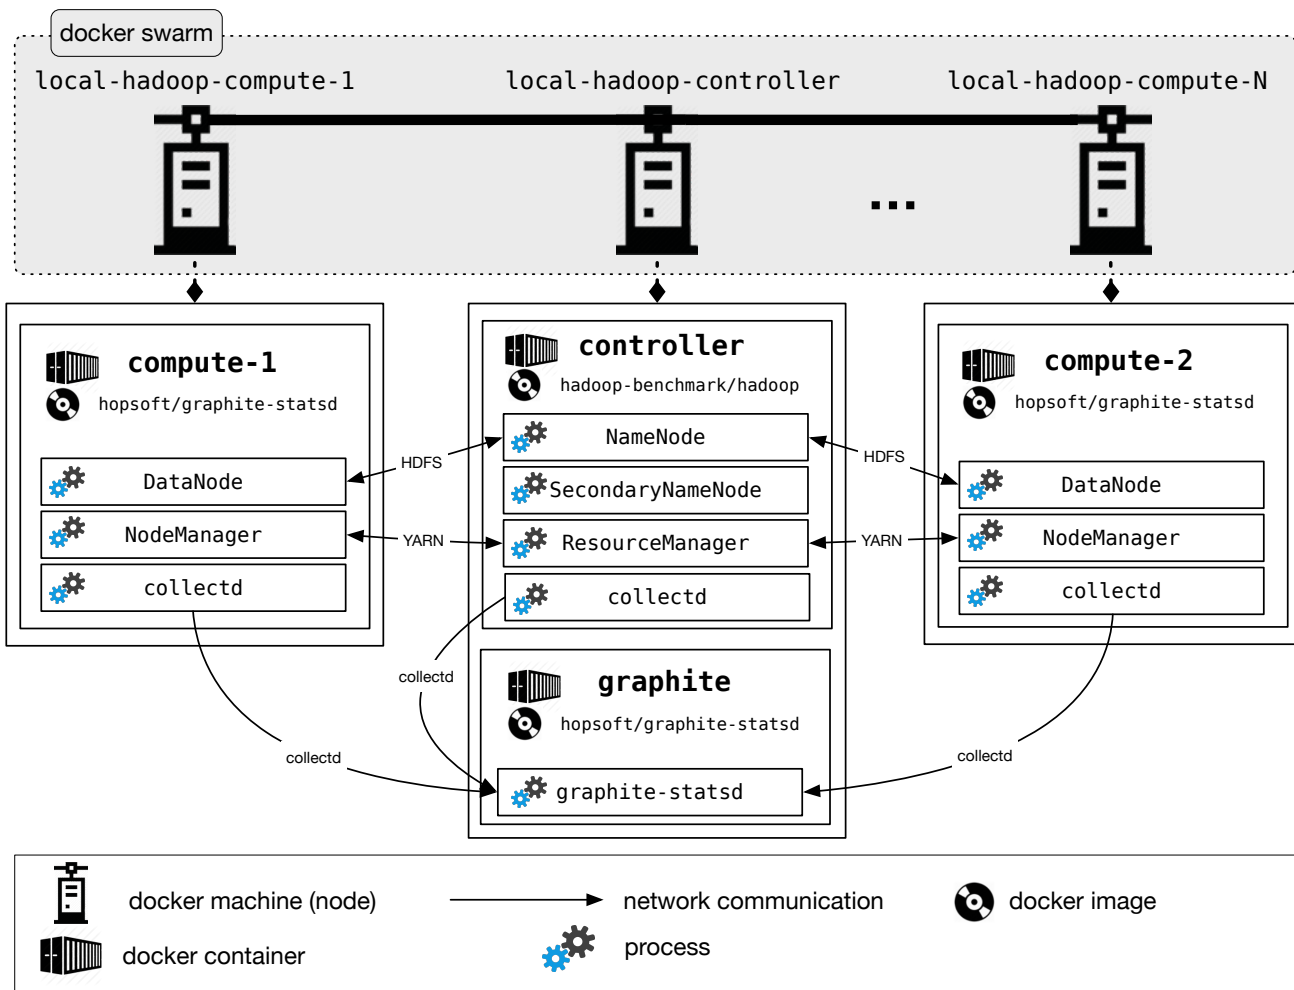 docker swarm
local-hadoop-compute-1
local-hadoop-controller
local-hadoop-compute-N
...
compute-1
hopsoft/graphite-statsd
DataNode
NodeManager
collectd
controller
hadoop-benchmark/hadoop
NameNode
SecondaryNameNode
ResourceManager
collectd
compute-2
hopsoft/graphite-statsd
DataNode
NodeManager
collectd
HDFS
HDFS
YARN
YARN
graphite
hopsoft/graphite-statsd
graphite-statsd
collectd
collectd
collectd
docker machine (node)
network communication
docker image
docker container
process